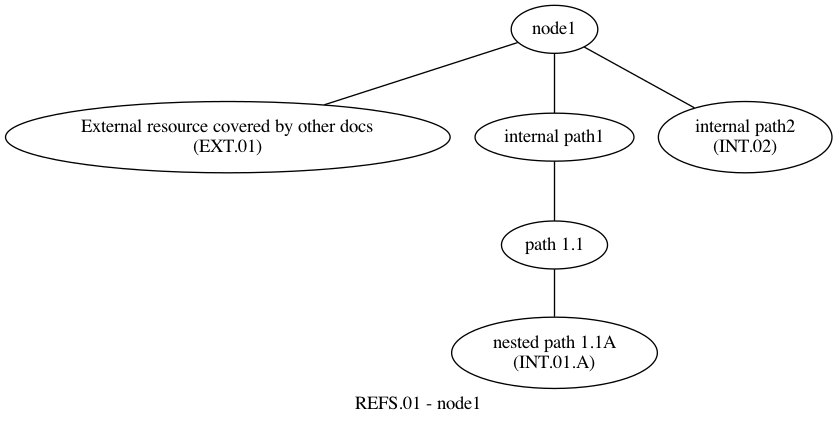 node1
External resource covered by other docs
(EXT.01)
internal path1
internal path2
(INT.02)
path 1.1
nested path 1.1A
(INT.01.A)
REFS.01 - node1